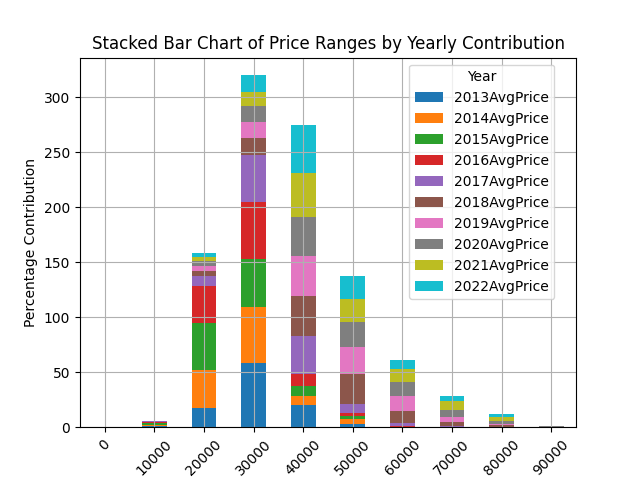 Stacked Bar Chart of Price Ranges by Yearly Contribution
Percentage Contribution
300
250
200
150
100
50
0
Year
2013AvgPrice
2014AvgPrice
2015AvgPrice
2016AvgPrice
2017AvgPrice
2018AvgPrice
2019AvgPrice
2020AvgPrice
2021AvgPrice
2022AvgPrice
0
10000
20000
30000
40000
50000
60000
70000
80000
90000